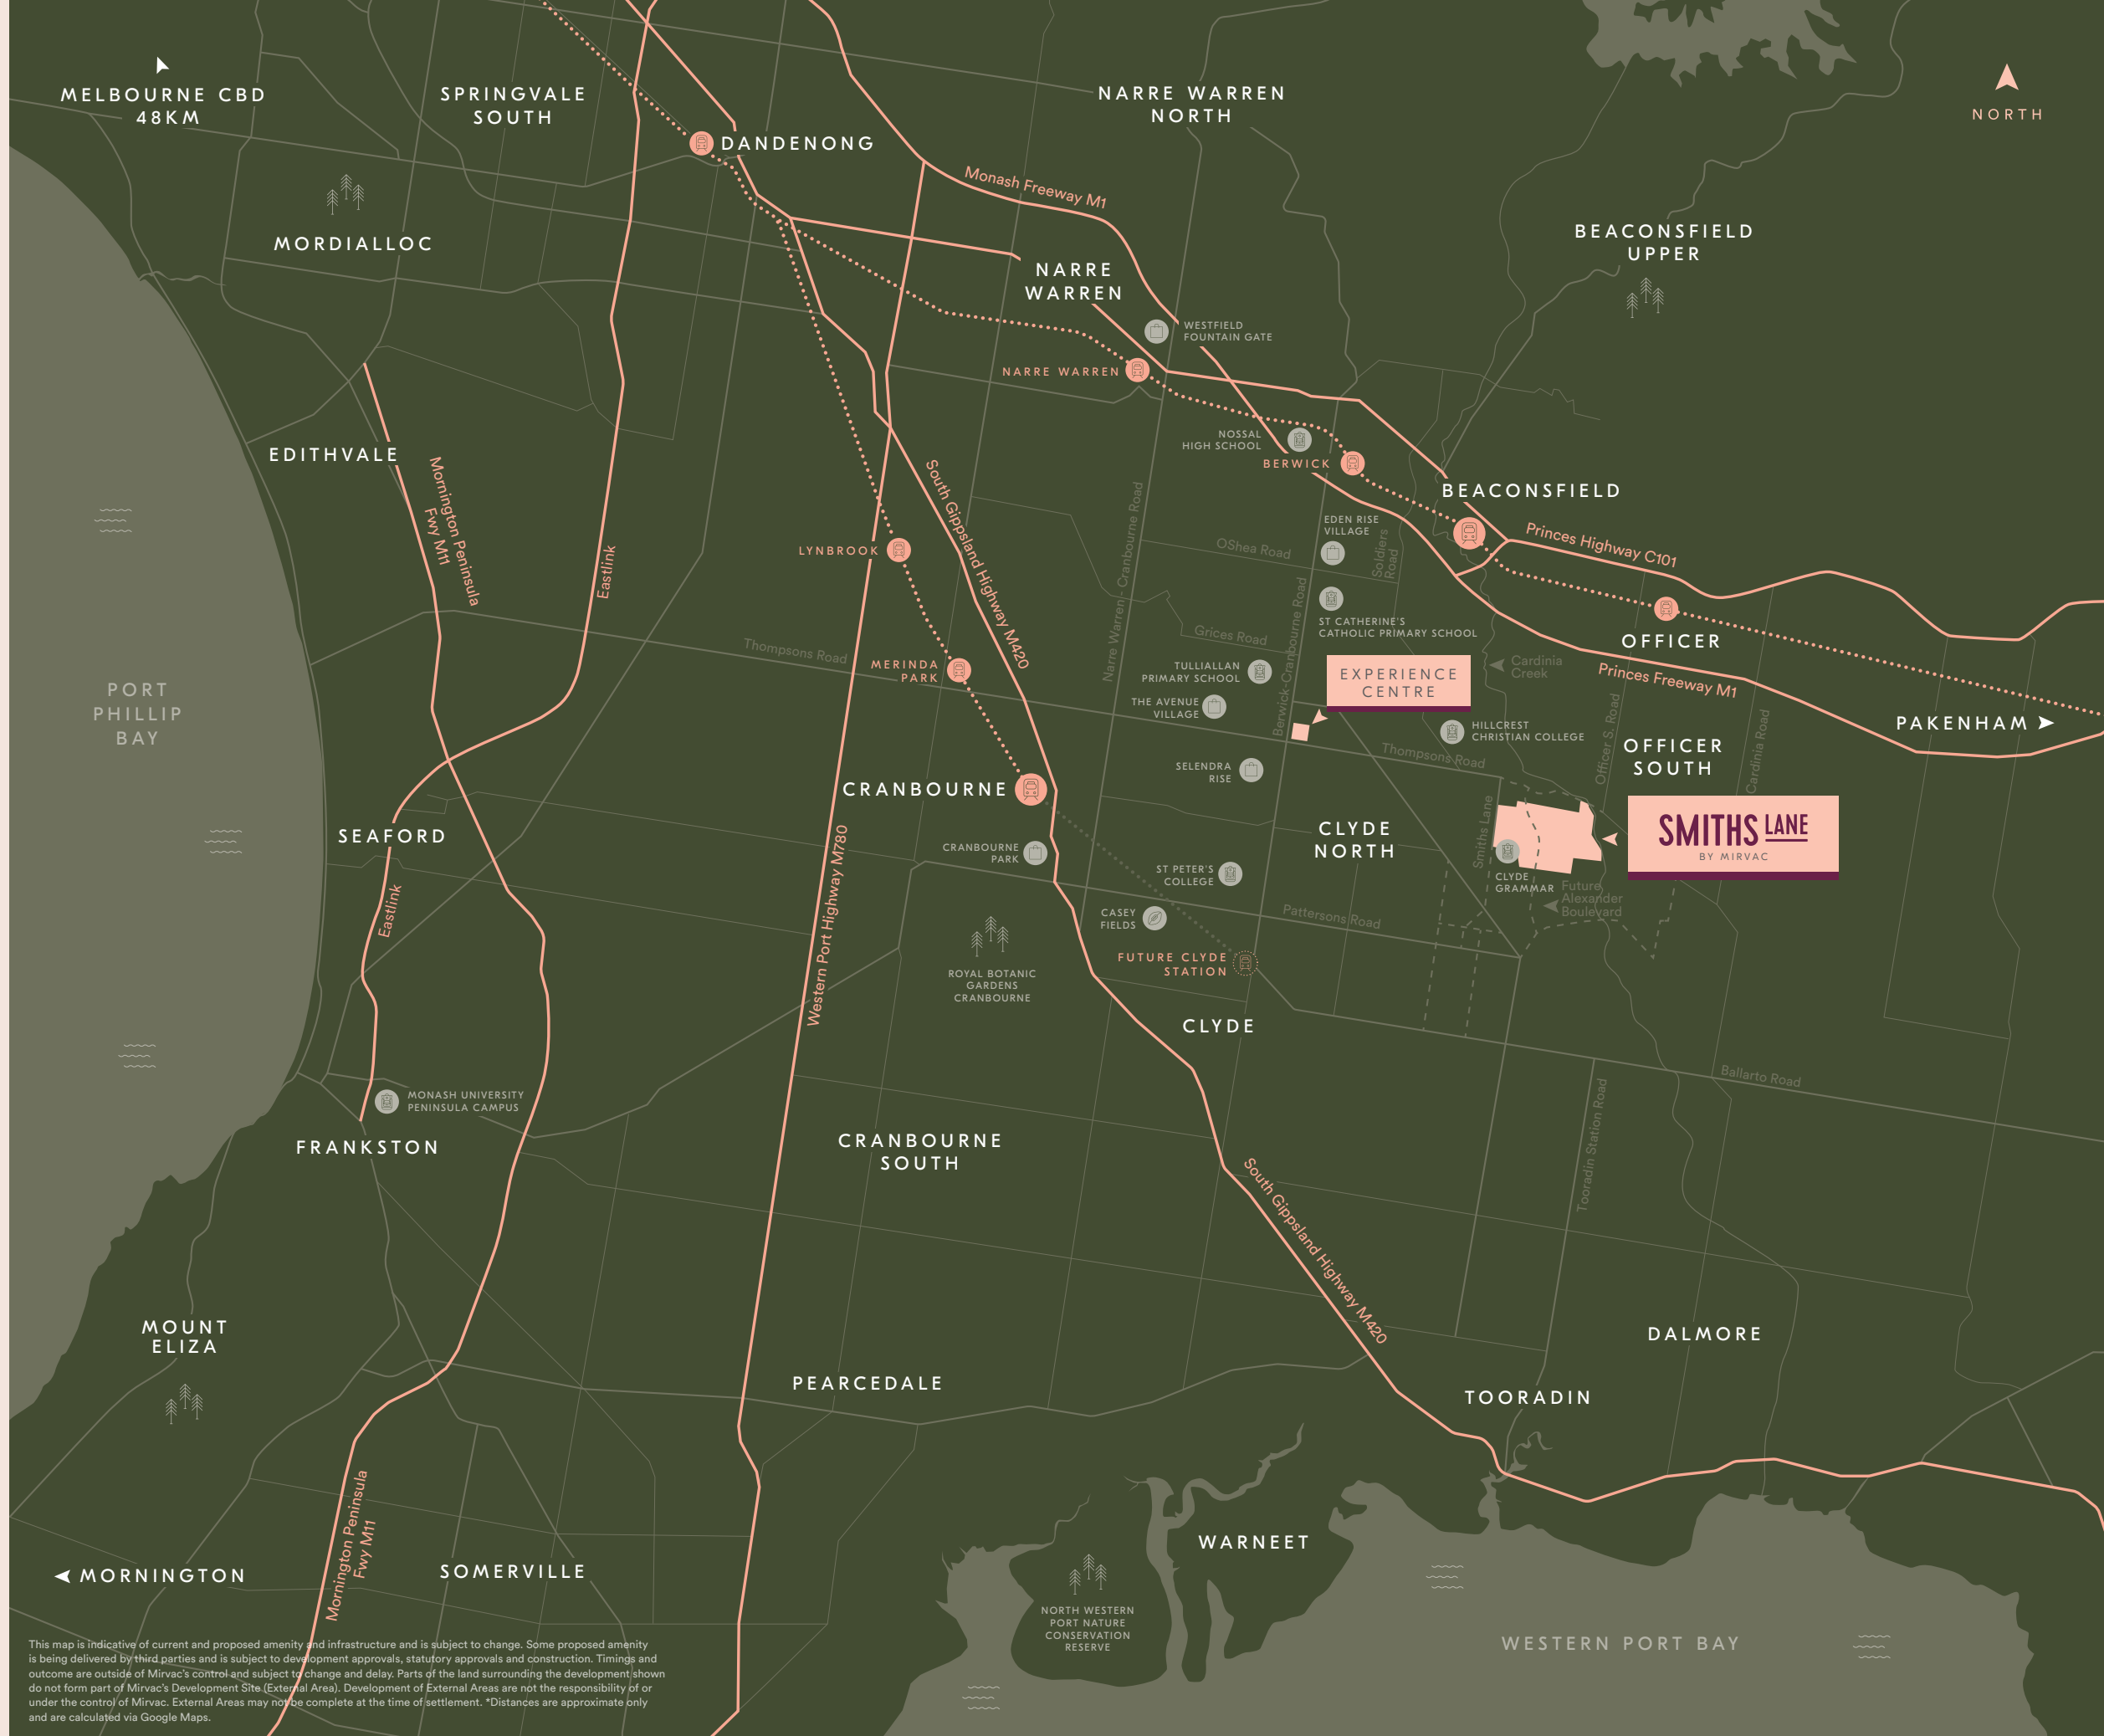 MELBOURNE CBD
48KM
SPRINGVALE
SOUTH
NARRE WARREN
NORTH
NORTH
DANDENONG
Monash Freeway M1
MORDIALLOC
BEACONSFIELD
UPPER
NARRE
WARREN
WESTFIELD
FOUNTAIN GATE
NARRE WARREN
NOSSAL
HIGH SCHOOL
BERWICK
EDITHVALE
Mornington Peninsula
Fwy M11
Eastlink
South Gippsland Highway M420
BEACONSFIELD
Princes Highway C101
EDEN RISE
VILLAGE
OShea Road
Soldiers
Road
LYNBROOK
Narre Warren - Cranbourne Road
Berwick-Cranbourne Road
ST CATHERINE'S
CATHOLIC PRIMARY SCHOOL
Grices Road
Thompsons Road
OFFICER
MERINDA
PARK
TULLIALLAN
PRIMARY SCHOOL
EXPERIENCE
CENTRE
Cardinia
Creek
Princes Freeway M1
PORT
PHILLIP
BAY
THE AVENUE
VILLAGE
HILLCREST
CHRISTIAN COLLEGE
PAKENHAM
Officer S. Road
Cardinia Road
OFFICER
SOUTH
Thompsons Road
SELENDRA
RISE
CRANBOURNE
SEAFORD
CLYDE
NORTH
Smiths Lane
SMITHS LANE
BY MIRVAC
CRANBOURNE
PARK
Western Port Highway M780
ST PETER'S
COLLEGE
CLYDE
GRAMMAR
Future
Alexander
Boulevard
Eastlink
CASEY
FIELDS
Pattersons Road
FUTURE CLYDE
STATION
ROYAL BOTANIC
GARDENS
CRANBOURNE
CLYDE
Ballarto Road
MONASH UNIVERSITY
PENINSULA CAMPUS
FRANKSTON
CRANBOURNE
SOUTH
Tooradin Station Road
South Gippsland Highway M420
MOUNT
ELIZA
DALMORE
PEARCEDALE
TOORADIN
Mornington Peninsula
Fwy M11
WARNEET
MORNINGTON
SOMERVILLE
NORTH WESTERN
PORT NATURE
CONSERVATION
RESERVE
WESTERN PORT BAY
This map is indicative of current and proposed amenity and infrastructure and is subject to change. Some proposed amenity
is being delivered by third parties and is subject to development approvals, statutory approvals and construction. Timings and
outcome are outside of Mirvac's control and subject to change and delay. Parts of the land surrounding the development shown
do not form part of Mirvac's Development Site (External Area). Development of External Areas are not the responsibility of or
under the control of Mirvac. External Areas may not be complete at the time of settlement. *Distances are approximate only
and are calculated via Google Maps.